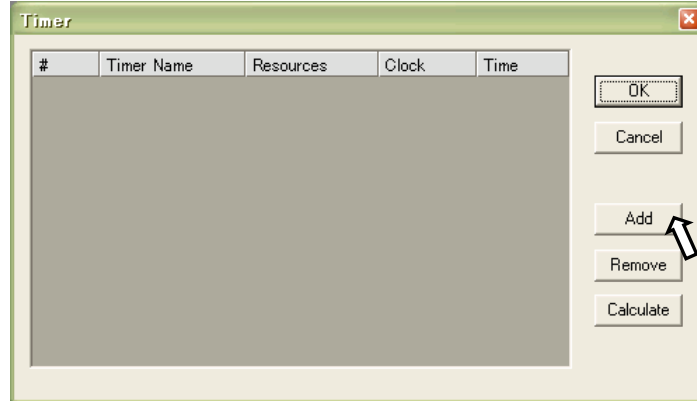 Timer
# Timer Name Resources Clock Time
OK
Cancel
Add
Remove
Calculate